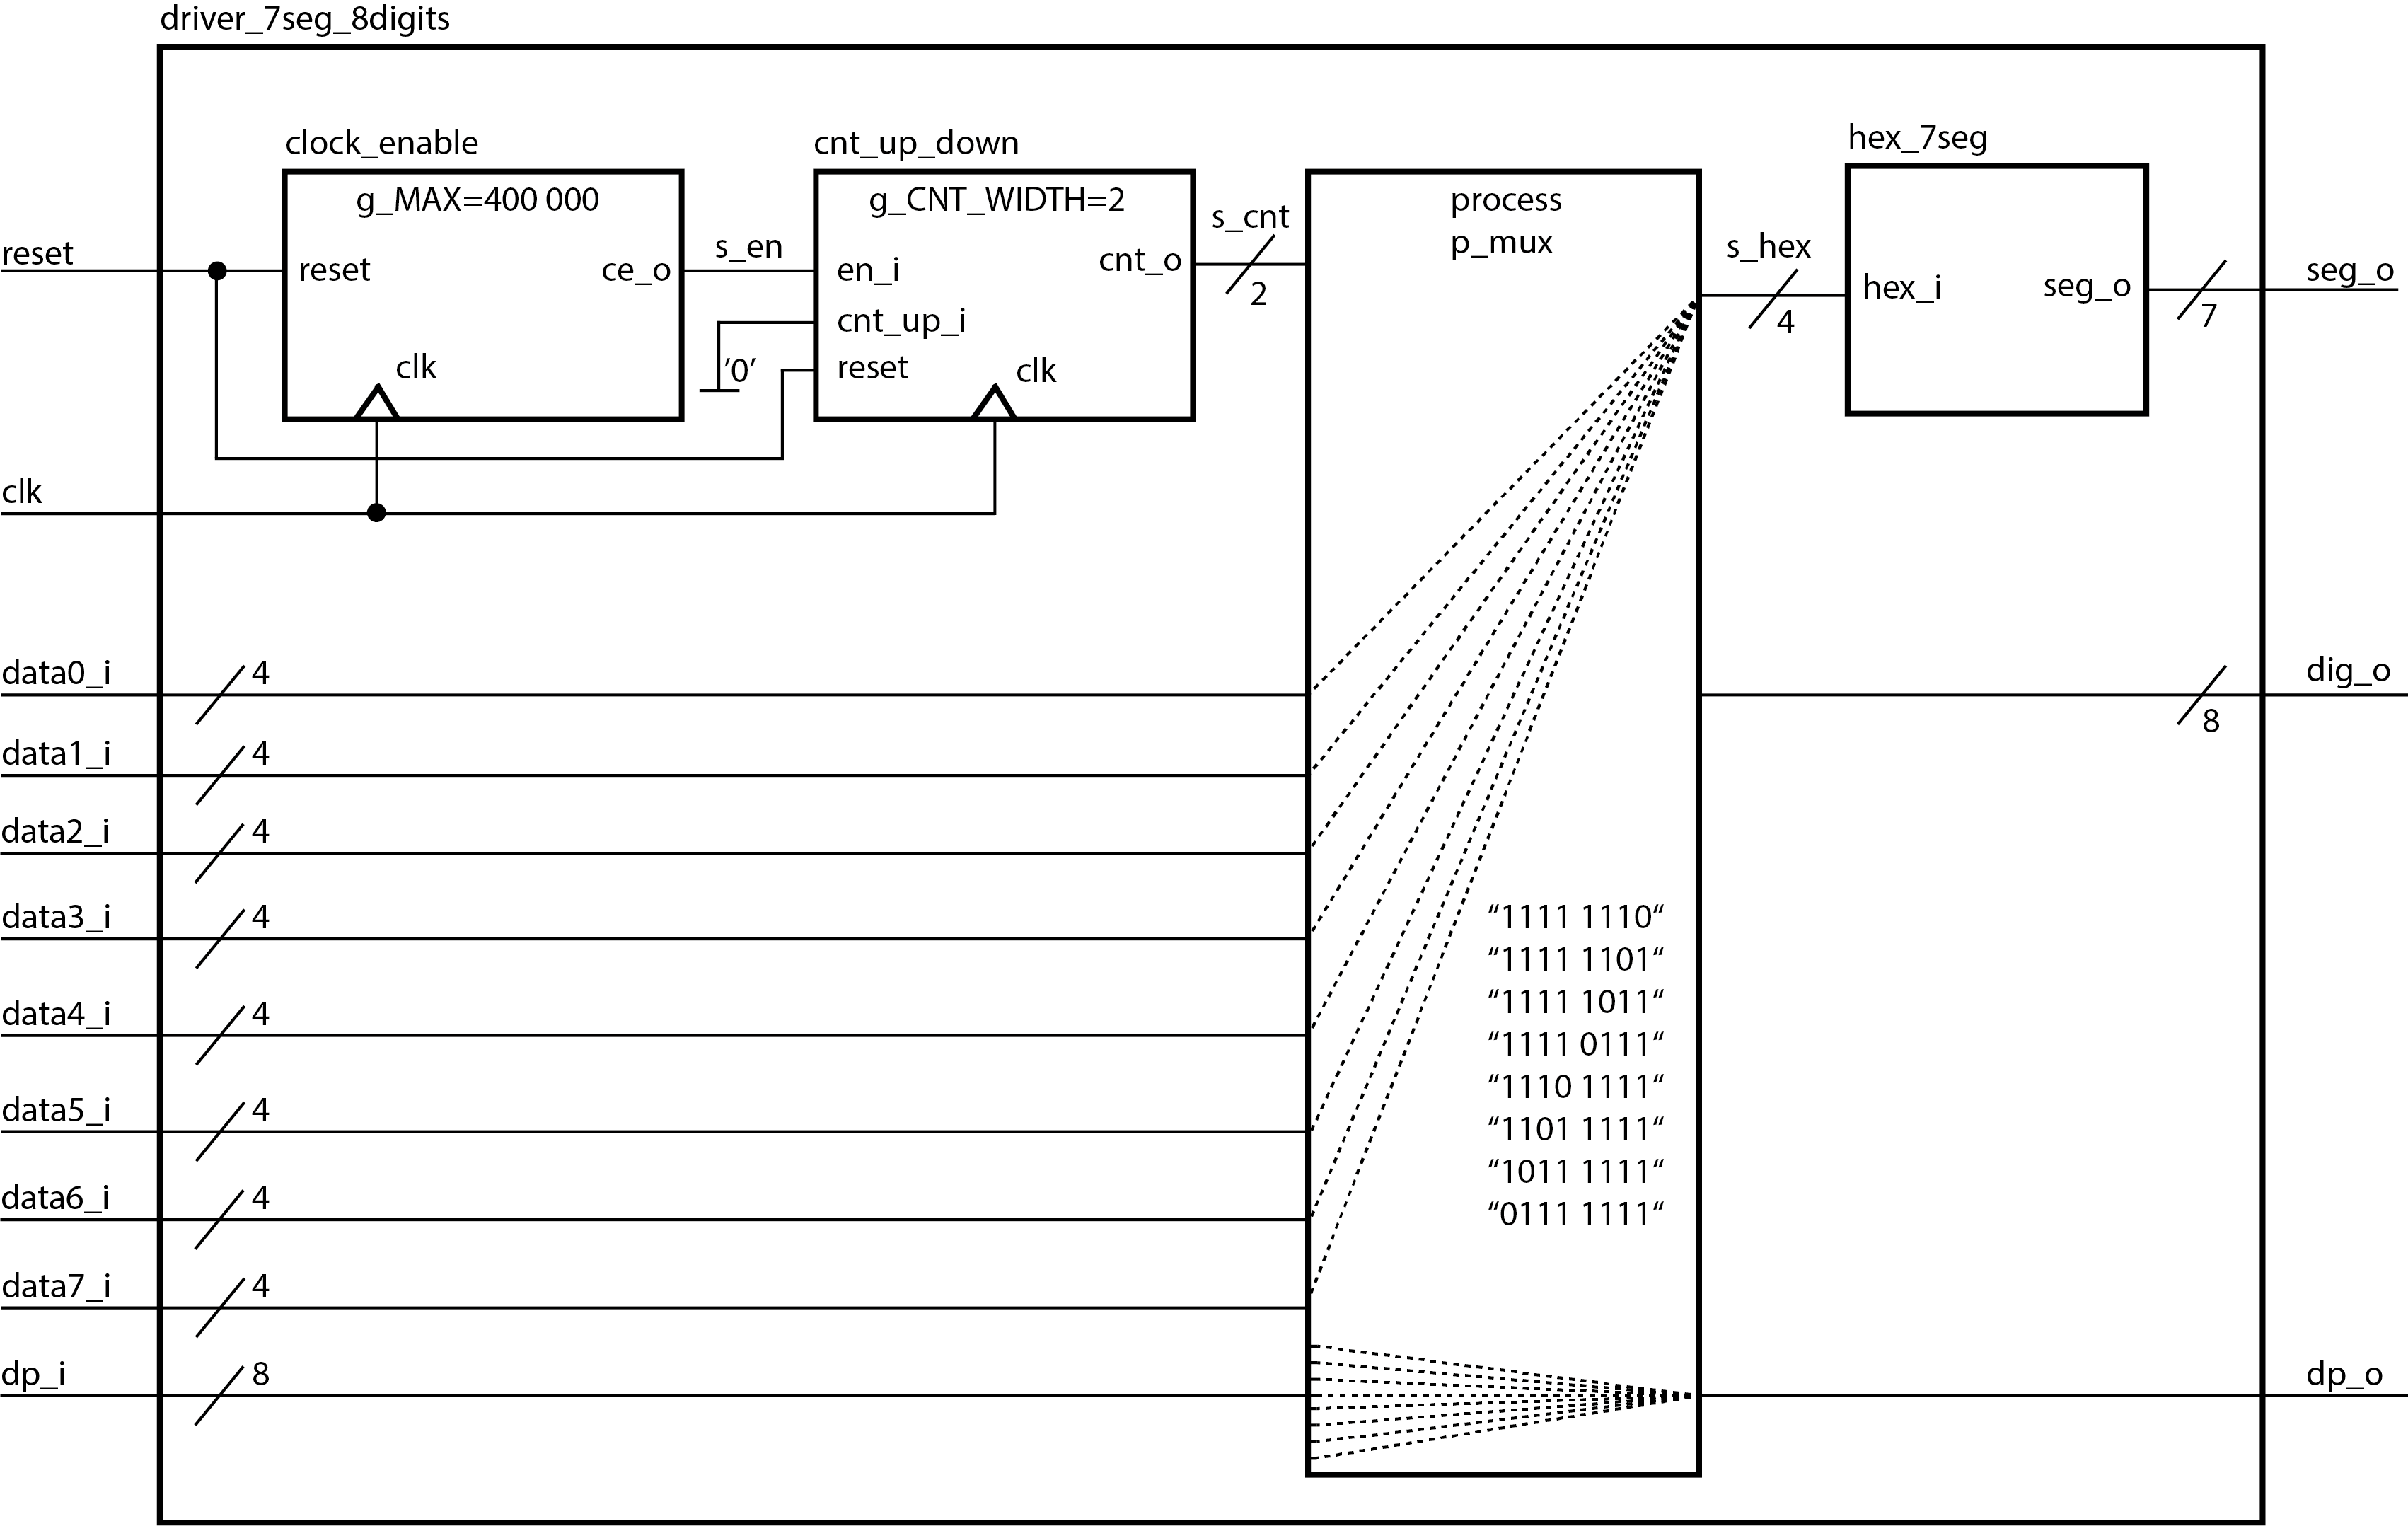 driver_7seg_8digits
clock_enable
g_MAX=400 000
reset
ce_o
clk
s_en
cnt_up_down
g_CNT_WIDTH=2
en_i
cnt_up_i
reset
clk
cnt_o
'0'
s_cnt
2
process
p_mux
s_hex
4
hex_7seg
hex_i
seg_o
7
seg_o
reset
clk
data0_i
4
dig_o
8
data1_i
4
data2_i
4
data3_i
4
data4_i
4
data5_i
4
data6_i
4
data7_i
4
“1111 1110“
“1111 1101“
“1111 1011“
“1111 0111“
“1110 1111“
“1101 1111“
“1011 1111“
“0111 1111“
dp_i
8
dp_o